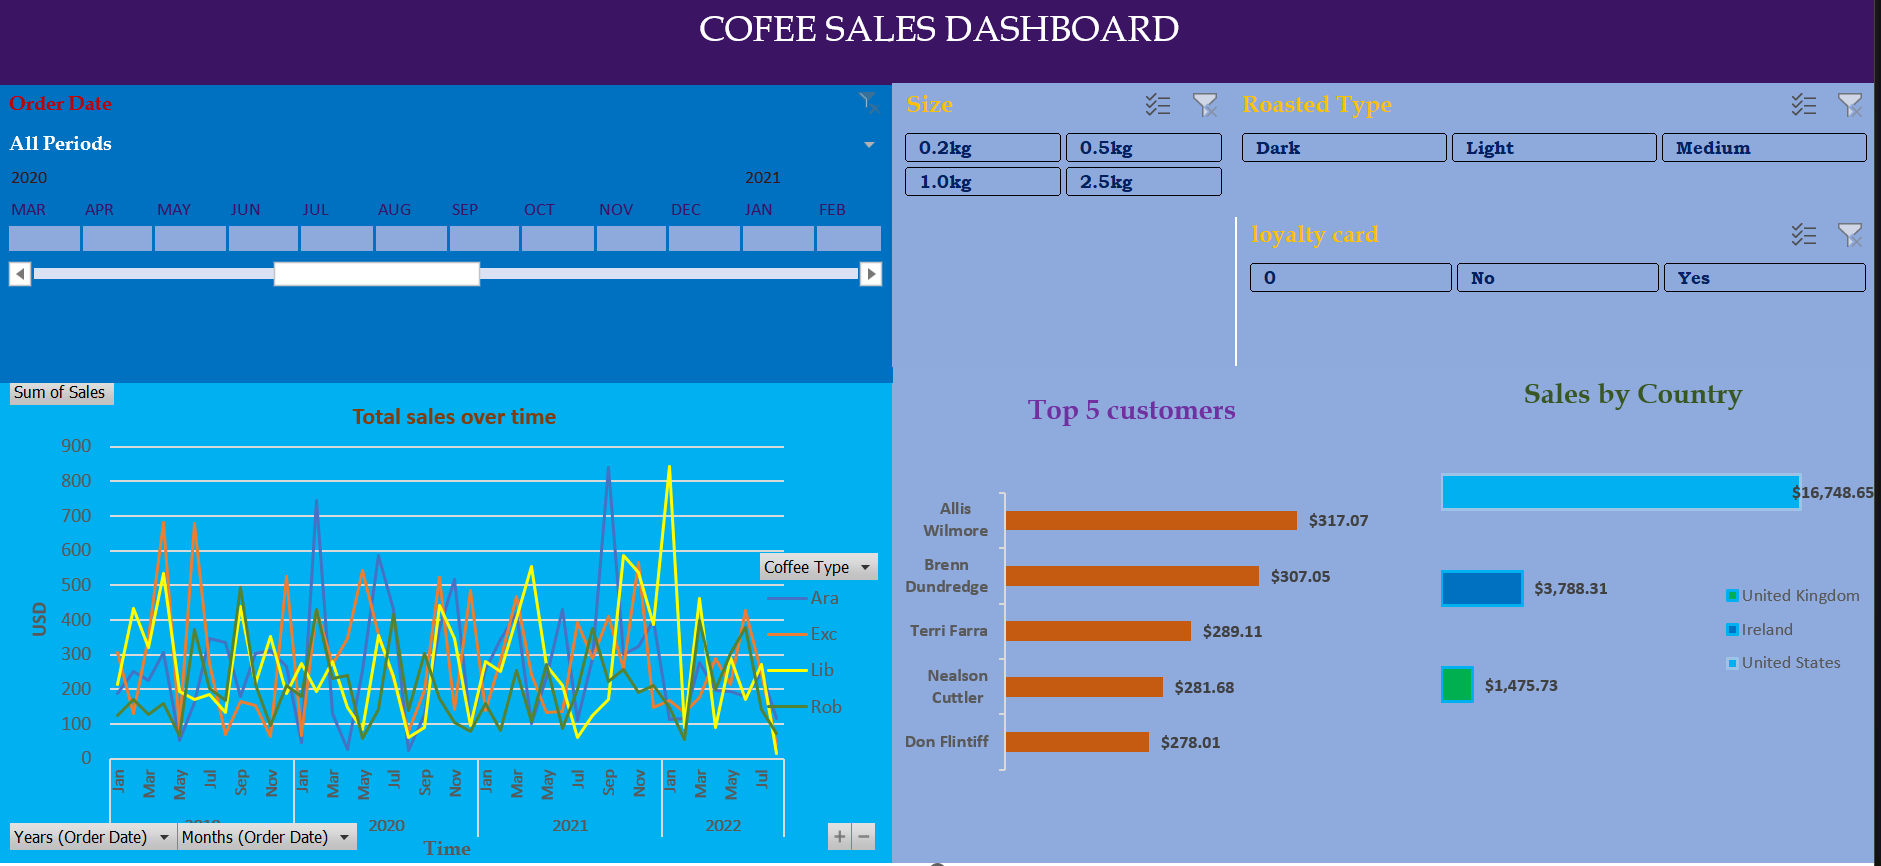 COFEE SALES DASHBOARD
Order Date
All Periods
2020 2021
MAR APR MAY JUN JUL AUG SEP OCT NOV DEC JAN FEB
Size
0.2kg 0.5kg
1.0kg 2.5kg
Roasted Type
Dark Light Medium
loyalty card
0 No Yes
Sum of Sales
Total sales over time
900
800
700
600
500
400
300
200
100
0
USD
Coffee Type
Ara
Exc
Lib
Rob
Jan Mar May Jul Sep Nov Jan Mar May Jul Sep Nov Jan Mar May Jul Sep Nov Jan Mar May Jul
2019 2020 2021 2022
Years (Order Date) Months (Order Date)
Time
Top 5 customers
Allis
Wilmore $317.07
Brenn
Dundredge $307.05
Terri Farra $289.11
Nealson
Cuttler $281.68
Don Flintiff $278.01
Sales by Country
$16,748.65
$3,788.31
$1,475.73
United Kingdom
Ireland
United States